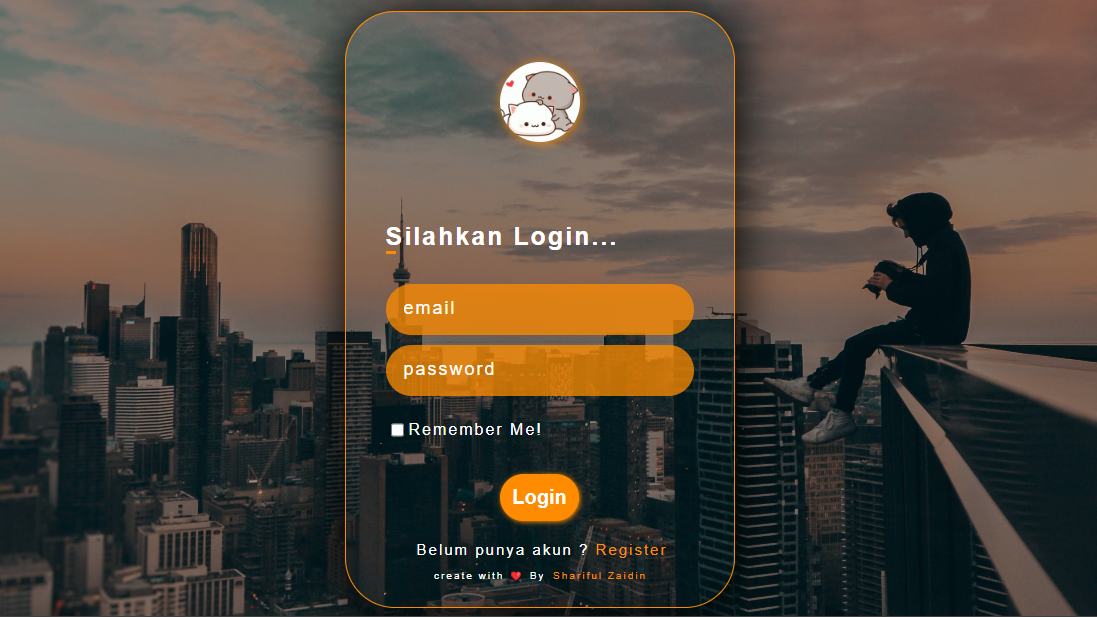 Silahkan Login...
email
password
Remember Me!
Login
Belum punya akun ? Register
create with ❤️ By Shariful Zaidin